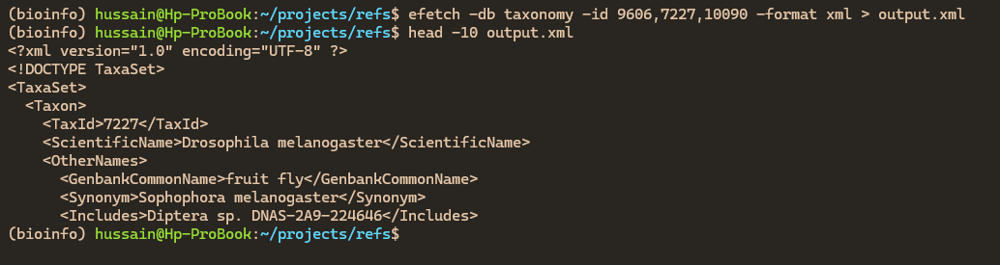 (bioinfo) hussain@Hp-ProBook:~/projects/refs$ efetch -db taxonomy -id 9606,7227,10090 -format xml > output.xml
(bioinfo) hussain@Hp-ProBook:~/projects/refs$ head -10 output.xml
<?xml version="1.0" encoding="UTF-8" ?>
<!DOCTYPE TaxaSet>
<TaxaSet>
  <Taxon>
    <TaxId>7227</TaxId>
    <ScientificName>Drosophila melanogaster</ScientificName>
    <OtherNames>
      <GenbankCommonName>fruit fly</GenbankCommonName>
      <Synonym>Sophophora melanogaster</Synonym>
      <Includes>Diptera sp. DNAS-2A9-224646</Includes>
(bioinfo) hussain@Hp-ProBook:~/projects/refs$